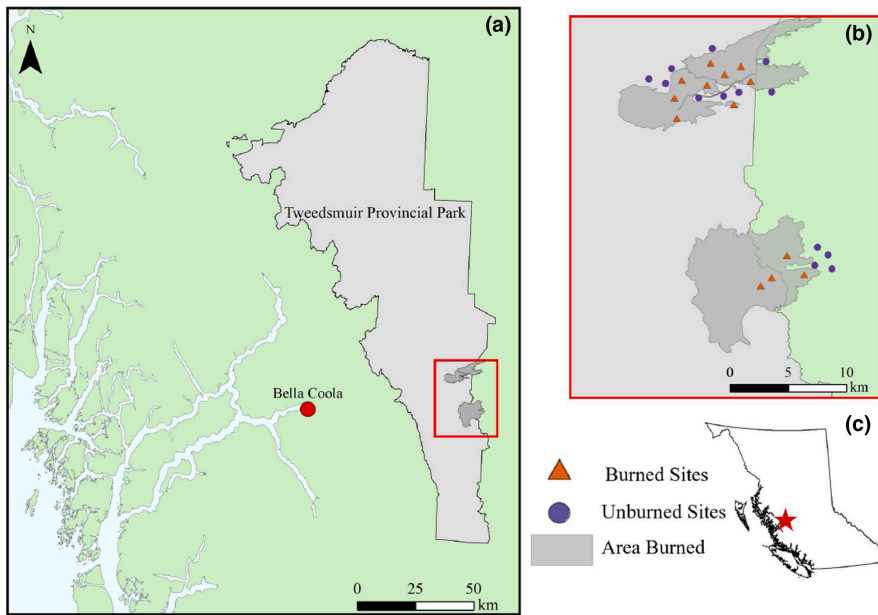 (a)
N
Tweedsmuir Provincial Park
Bella Coola
0 25 50
km
(b)
0 5 10
km
(c)
Burned Sites
Unburned Sites
Area Burned